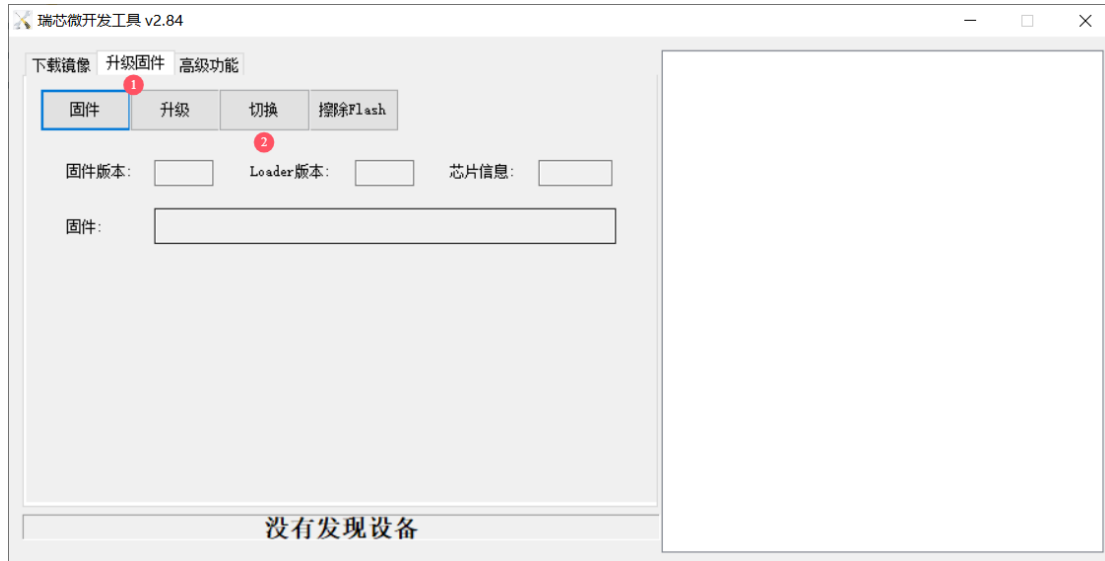 瑞芯微开发工具 v2.84
下载镜像 升级固件 高级功能
1
固件 升级 切换 擦除Flash
2
固件版本: Loader版本: 芯片信息:
固件:
没有发现设备